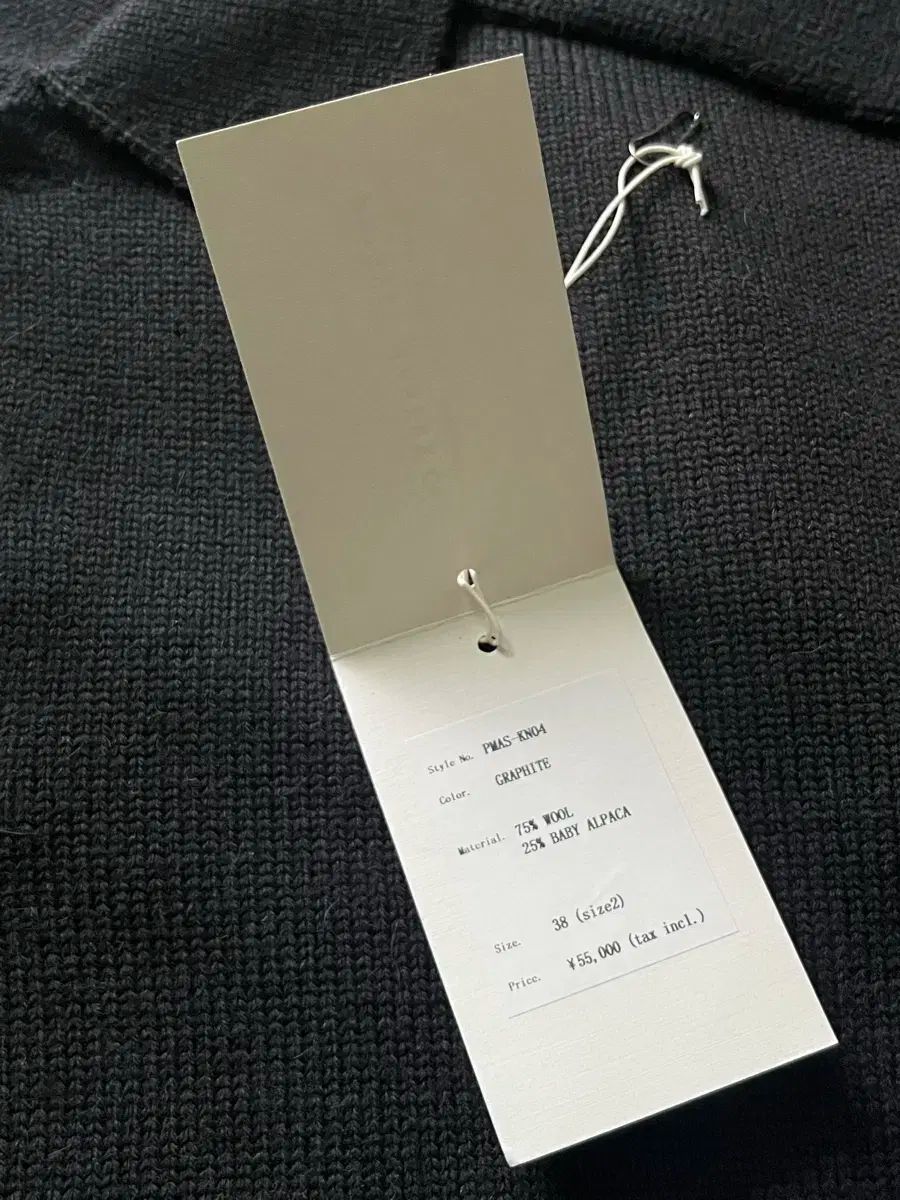 Style No. PMAS-KN04
Color. GRAPHITE
Material. 75% WOOL
25% BABY ALPACA
Size. 38 (size2)
Price. ¥55,000 (tax incl.)